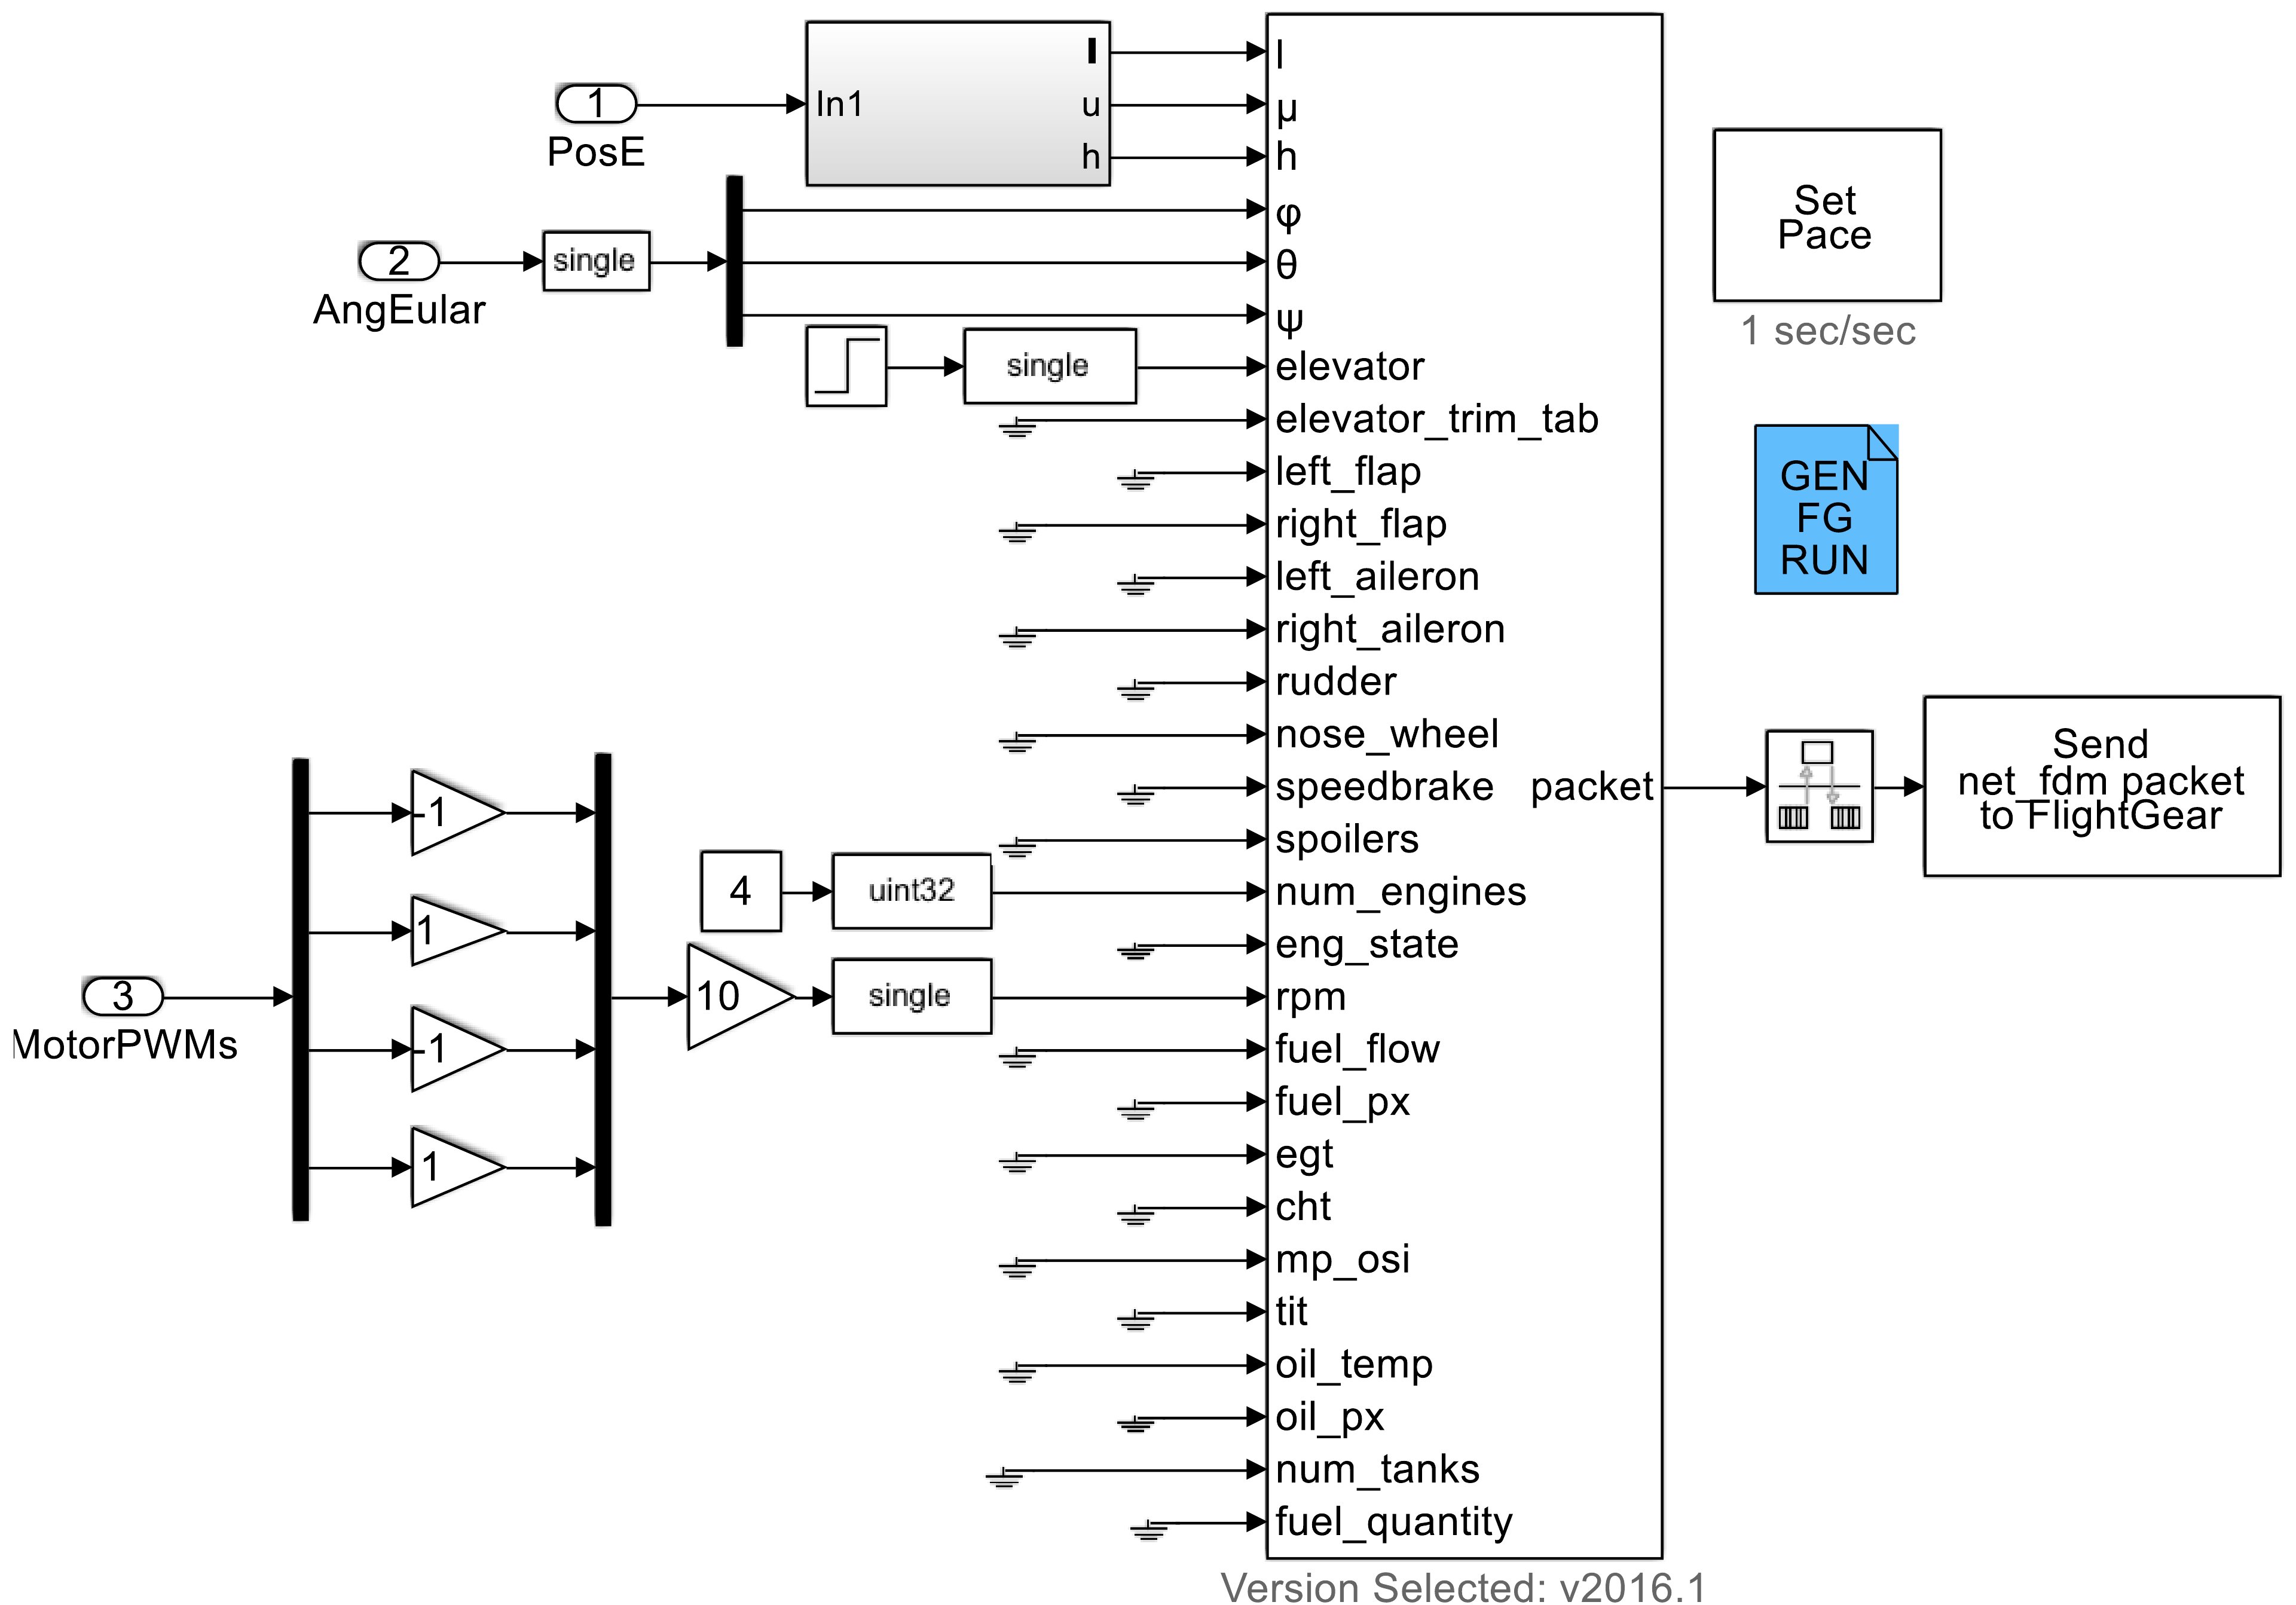 1
PosE
In1
l
u
h
2
AngEular
single
single
3
MotorPWMs
-1
1
-1
1
4
uint32
10
single
l
μ
h
φ
θ
ψ
elevator
elevator_trim_tab
left_flap
right_flap
left_aileron
right_aileron
rudder
nose_wheel
speedbrake
spoilers
num_engines
eng_state
rpm
fuel_flow
fuel_px
egt
cht
mp_osi
tit
oil_temp
oil_px
num_tanks
fuel_quantity
packet
Version Selected: v2016.1
Set
Pace
1 sec/sec
GEN
FG
RUN
Send
net_fdm packet
to FlightGear